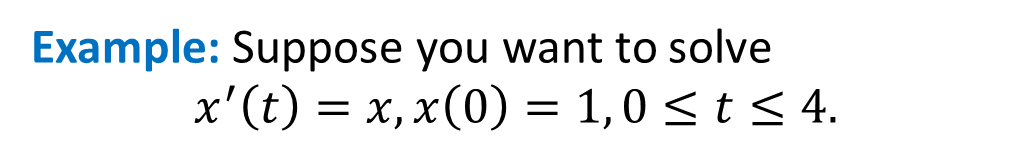 Example: Suppose you want to solve
x′(t) = x, x(0) = 1, 0 ≤ t ≤ 4.